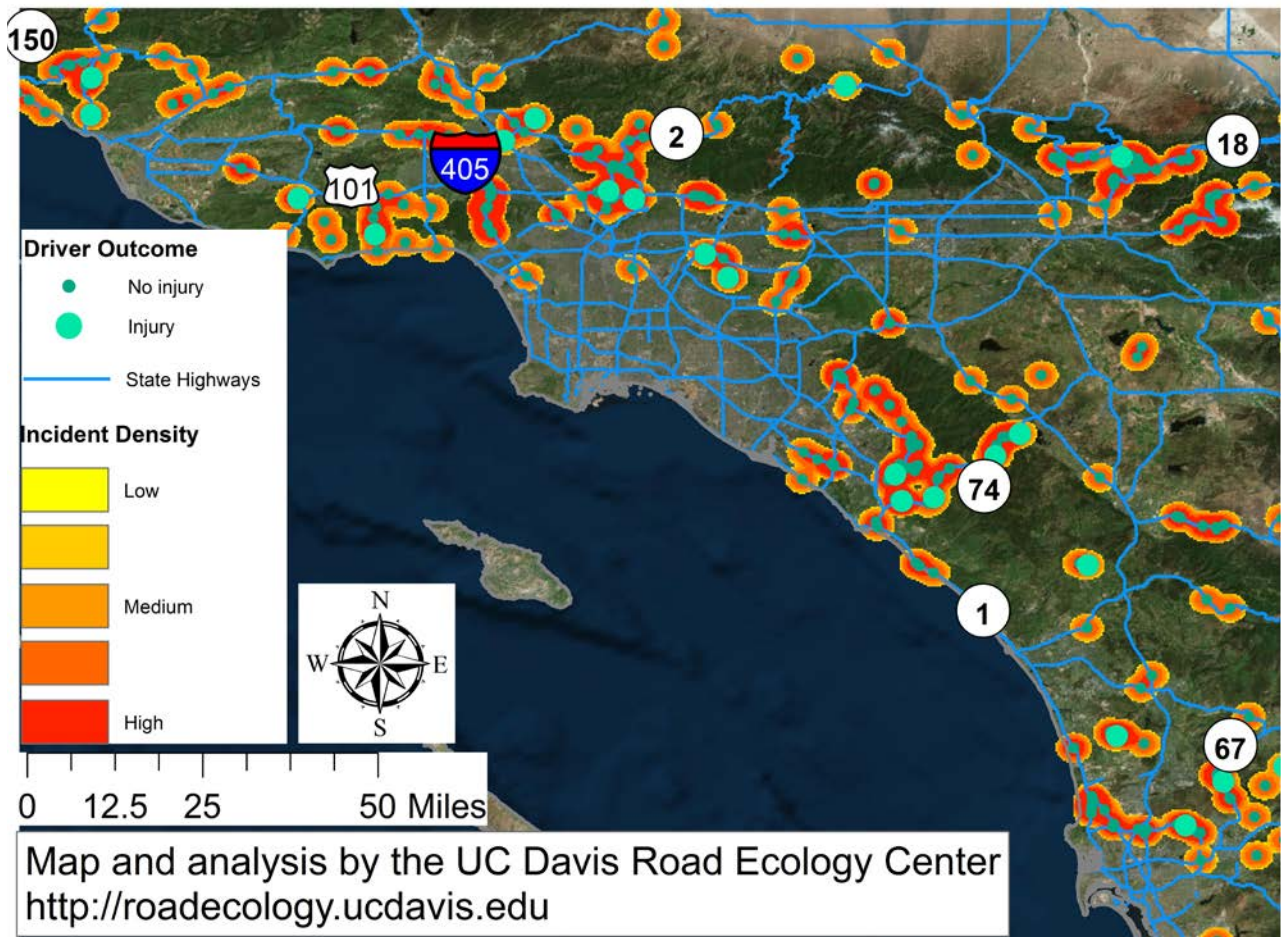 150
2
18
405
101
Driver Outcome
No injury
Injury
State Highways
Incident Density
Low
Medium
High
74
1
67
N
W E
S
0 12.5 25 50 Miles
Map and analysis by the UC Davis Road Ecology Center
http://roadecology.ucdavis.edu